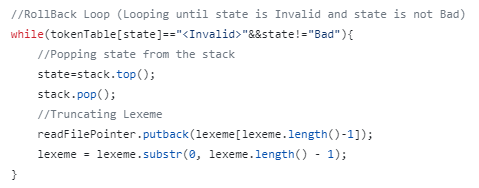 //RollBack Loop (Looping until state is Invalid and state is not Bad)
while(tokenTable[state]=="<Invalid>"&&state!="Bad"){
//Popping state from the stack
state=stack.top();
stack.pop();
//Truncating Lexeme
readFilePointer.putback(lexeme[lexeme.length()-1]);
lexeme = lexeme.substr(0, lexeme.length() - 1);
}